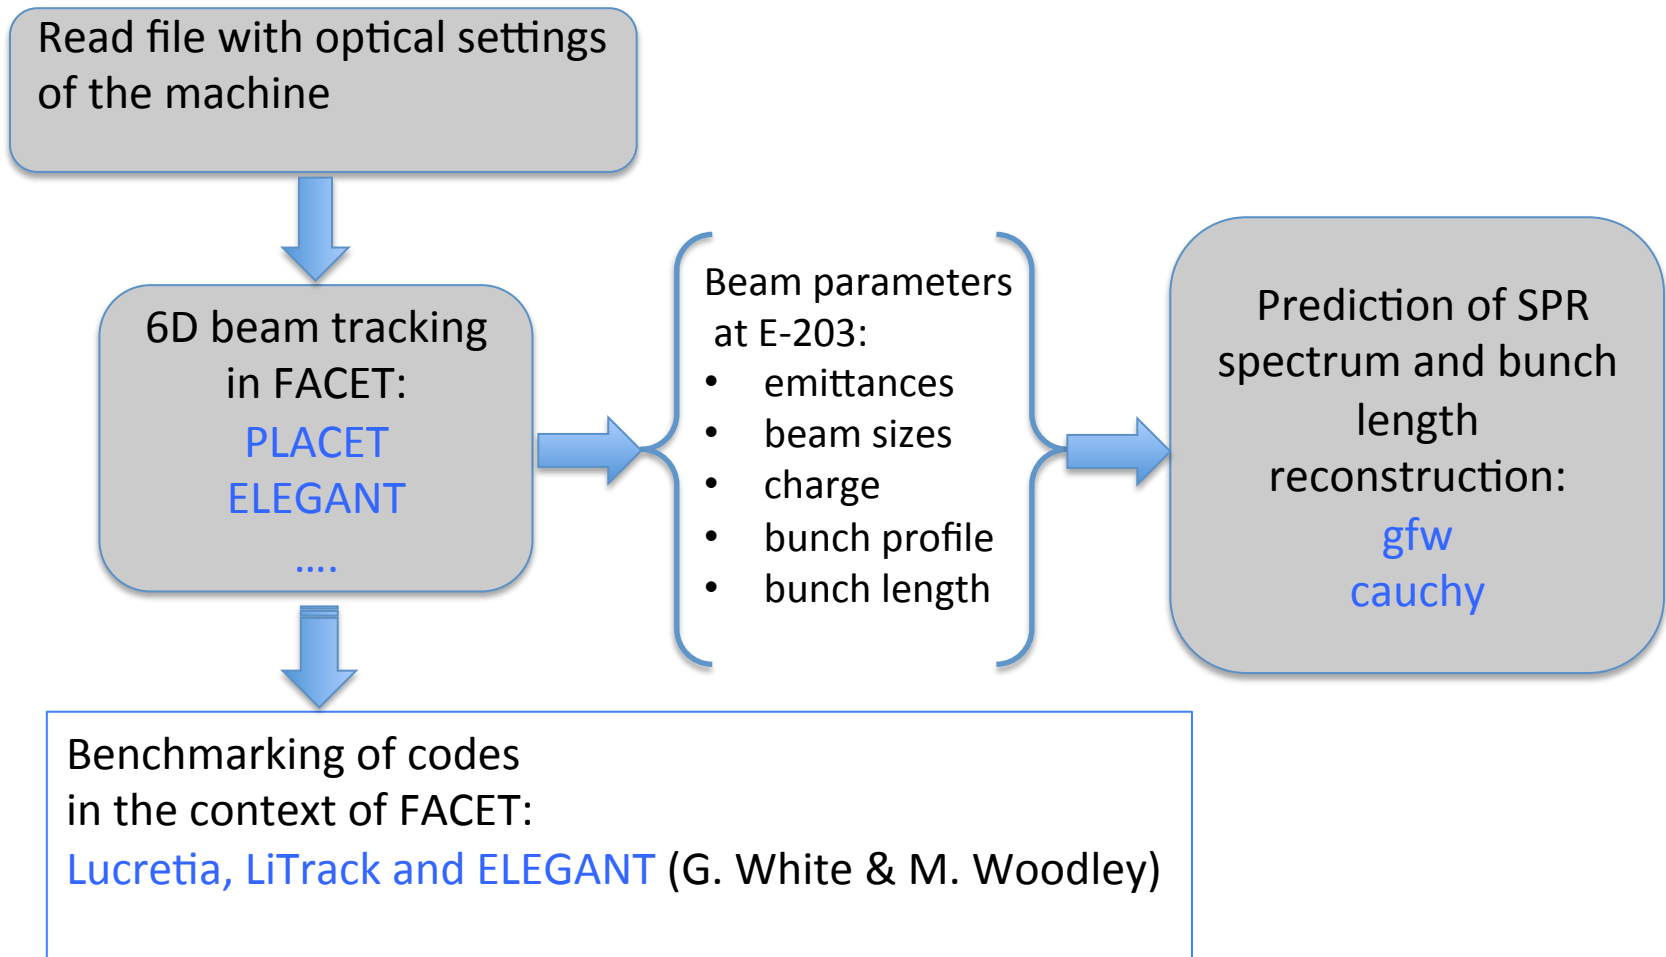 Read file with optical settings
of the machine
6D beam tracking
in FACET:
PLACET
ELEGANT
....
Beam parameters
at E-203:
• emittances
• beam sizes
• charge
• bunch profile
• bunch length
Prediction of SPR
spectrum and bunch
length
reconstruction:
gfw
cauchy
Benchmarking of codes
in the context of FACET:
Lucretia, LiTrack and ELEGANT (G. White & M. Woodley)